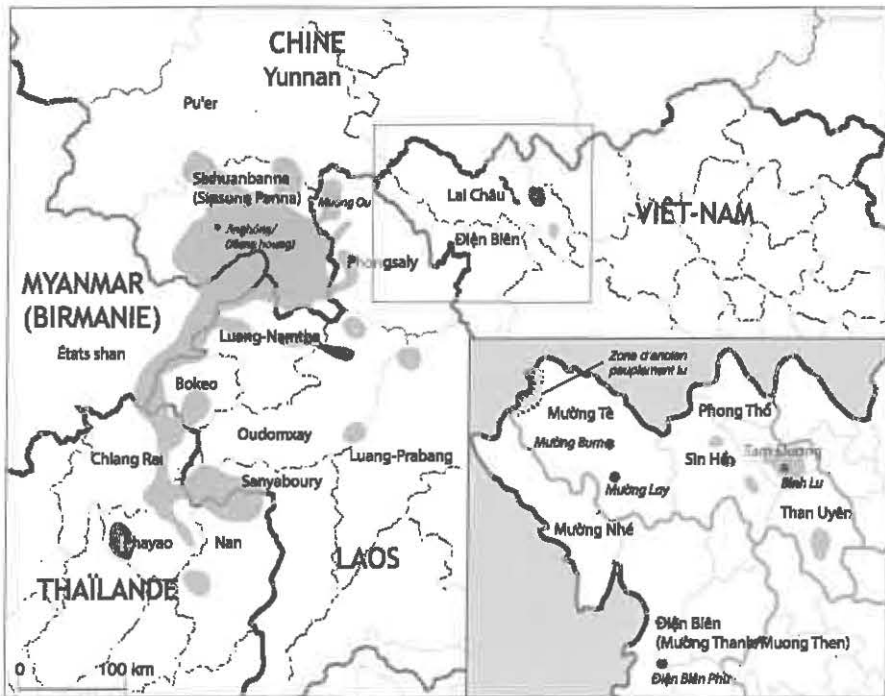 CHINE
Yunnan
Pu'er
(Sipsong Panna)
Muong Ou
Lai Châu
VIÊT-NAM
Điện Biên
Phongsaly
MYANMAR
(BIRMANIE)
États shan
Luang-Namtha
Bokeo
Oudomxay
Luang-Prabang
Chiang Rai
Sanyaboury
Phayao
Nan
LAOS
THAÏLANDE
0 100 km
Zone d'ancien
peuplement lu
Mường Tè
Phong Thổ
Mường Bum
Sìn Hồ
Tam Đường
Mường Lay
Bình Lu
Than Uyên
Mường Nhé
Điện Biên
(Mường Thanh/Muong Then)
Điện Biên Phủ